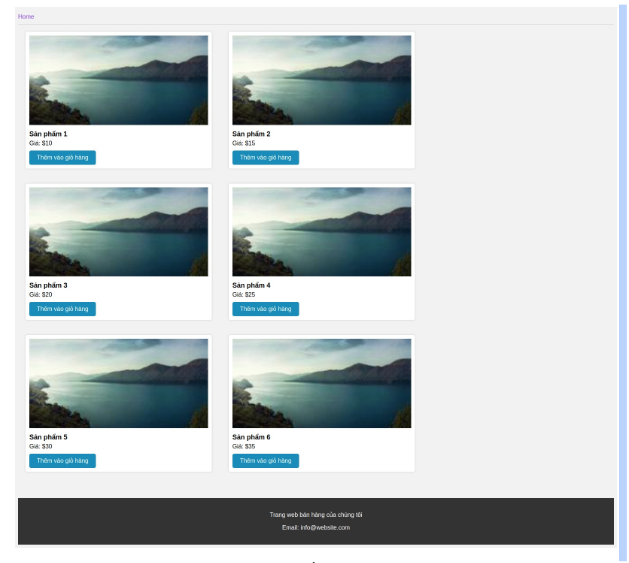 Home
Sản phẩm 1
Giá: $10
Thêm vào giỏ hàng
Sản phẩm 2
Giá: $15
Thêm vào giỏ hàng
Sản phẩm 3
Giá: $20
Thêm vào giỏ hàng
Sản phẩm 4
Giá: $25
Thêm vào giỏ hàng
Sản phẩm 5
Giá: $30
Thêm vào giỏ hàng
Sản phẩm 6
Giá: $35
Thêm vào giỏ hàng
Trang web bán hàng của chúng tôi
Email: info@website.com